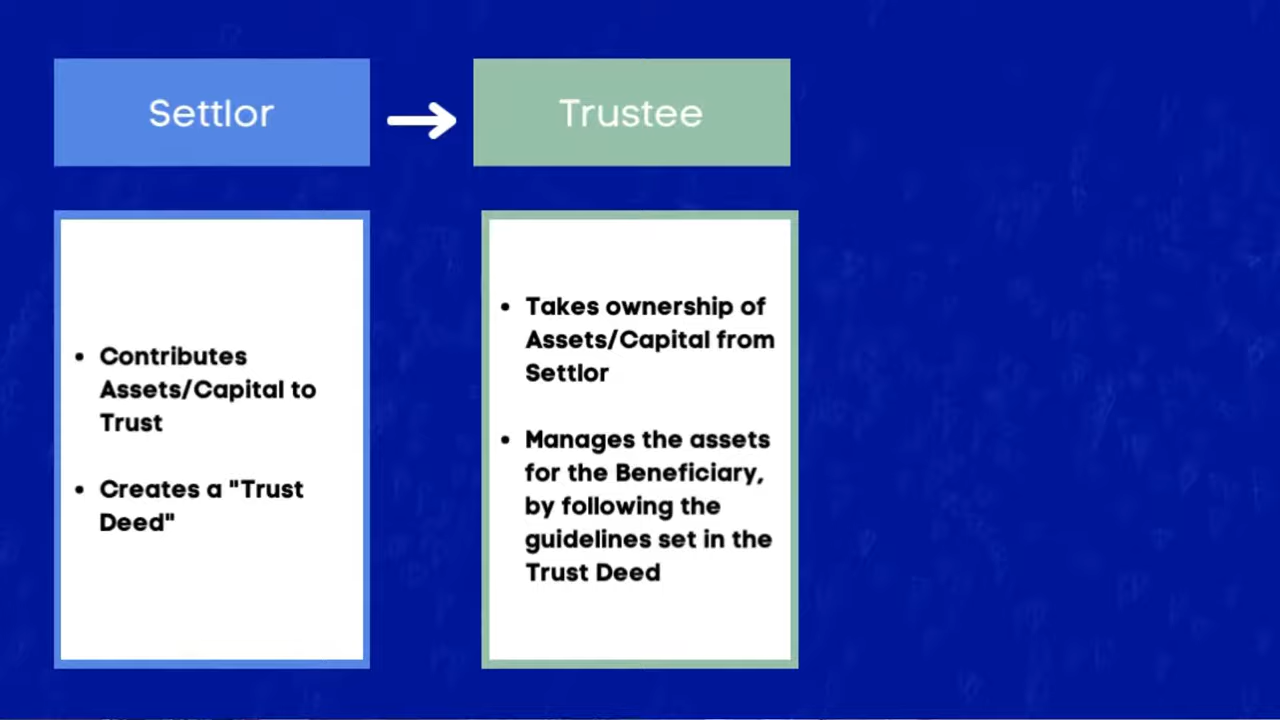 Settlor
Trustee
• Contributes
Assets/Capital to
Trust
• Creates a "Trust
Deed"
• Takes ownership of
Assets/Capital from
Settlor
• Manages the assets
for the Beneficiary,
by following the
guidelines set in the
Trust Deed